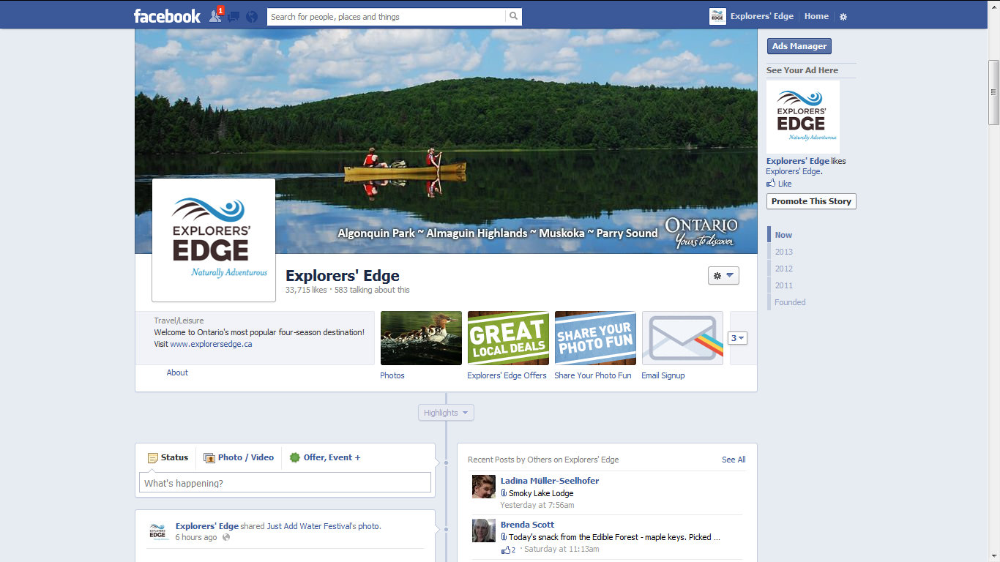 facebook
1
Search for people, places and things
EXPLORERS'
EDGE
Explorers' Edge
Home
Algonquin Park ~ Almaguin Highlands ~ Muskoka ~ Parry Sound
ONTARIO
Yours to discover
EXPLORERS'
EDGE
Naturally Adventurous
Explorers' Edge
33,715 likes · 583 talking about this
Travel/Leisure
Welcome to Ontario's most popular four-season destination!
Visit www.explorersedge.ca
About
Photos
GREAT
LOCAL DEALS
Explorers' Edge Offers
SHARE YOUR
PHOTO FUN
Share Your Photo Fun
Email Signup
3
Highlights
Status
Photo / Video
Offer, Event +
What's happening?
EXPLORERS'
EDGE
Explorers' Edge shared Just Add Water Festival's photo.
6 hours ago
Recent Posts by Others on Explorers' Edge
See All
Ladina Müller-Seelhofer
Smoky Lake Lodge
Yesterday at 7:56am
Brenda Scott
Today's snack from the Edible Forest - maple keys. Picked ...
2 · Saturday at 11:13am
Ads Manager
See Your Ad Here
EXPLORERS'
EDGE
Naturally Adventurous
Explorers' Edge likes
Explorers' Edge.
Like
Promote This Story
Now
2013
2012
2011
Founded